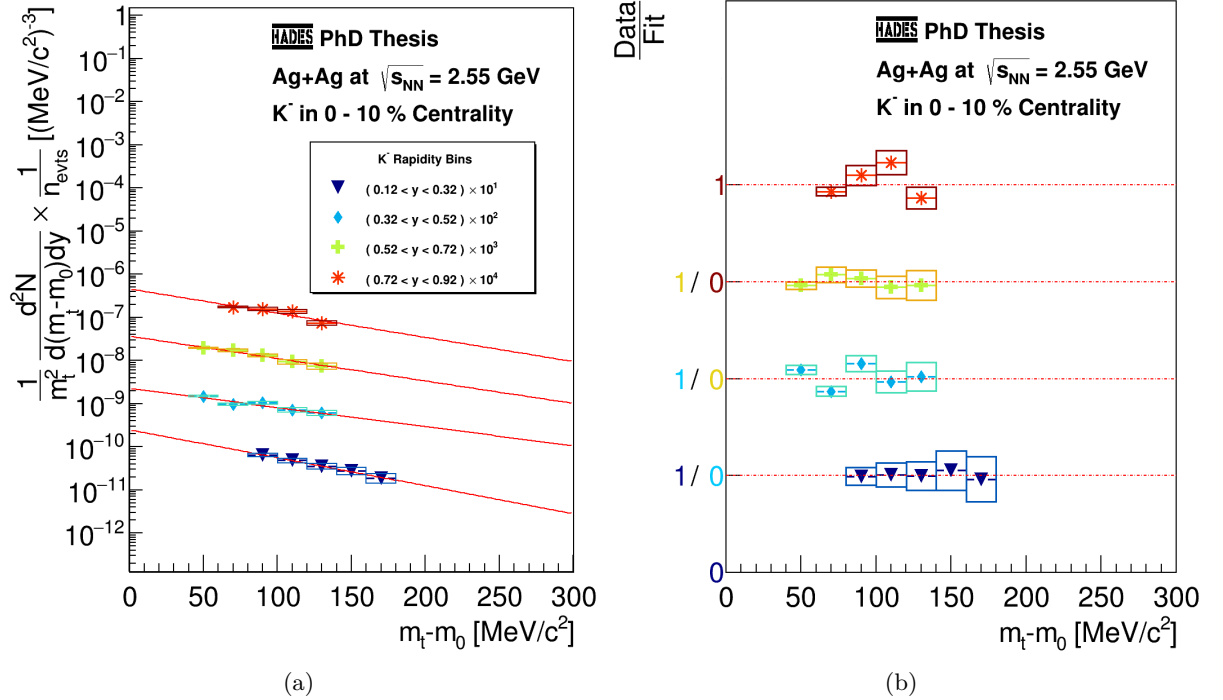 1/m_t² d²N/d(m_t-m_0)dy × 1/n_evts [(MeV/c²)⁻³]
1
10⁻¹
10⁻²
10⁻³
10⁻⁴
10⁻⁵
10⁻⁶
10⁻⁷
10⁻⁸
10⁻⁹
10⁻¹⁰
10⁻¹¹
10⁻¹²
HADES PhD Thesis
Ag+Ag at √s_NN = 2.55 GeV
K⁻ in 0 - 10 % Centrality
K⁻ Rapidity Bins
( 0.12 < y < 0.32 ) × 10¹
( 0.32 < y < 0.52 ) × 10²
( 0.52 < y < 0.72 ) × 10³
( 0.72 < y < 0.92 ) × 10⁴
0 50 100 150 200 250 300
m_t-m_0 [MeV/c²]
(a)
Data
Fit
HADES PhD Thesis
Ag+Ag at √s_NN = 2.55 GeV
K⁻ in 0 - 10 % Centrality
1
1 / 0
1 / 0
1 / 0
0
0 50 100 150 200 250 300
m_t-m_0 [MeV/c²]
(b)